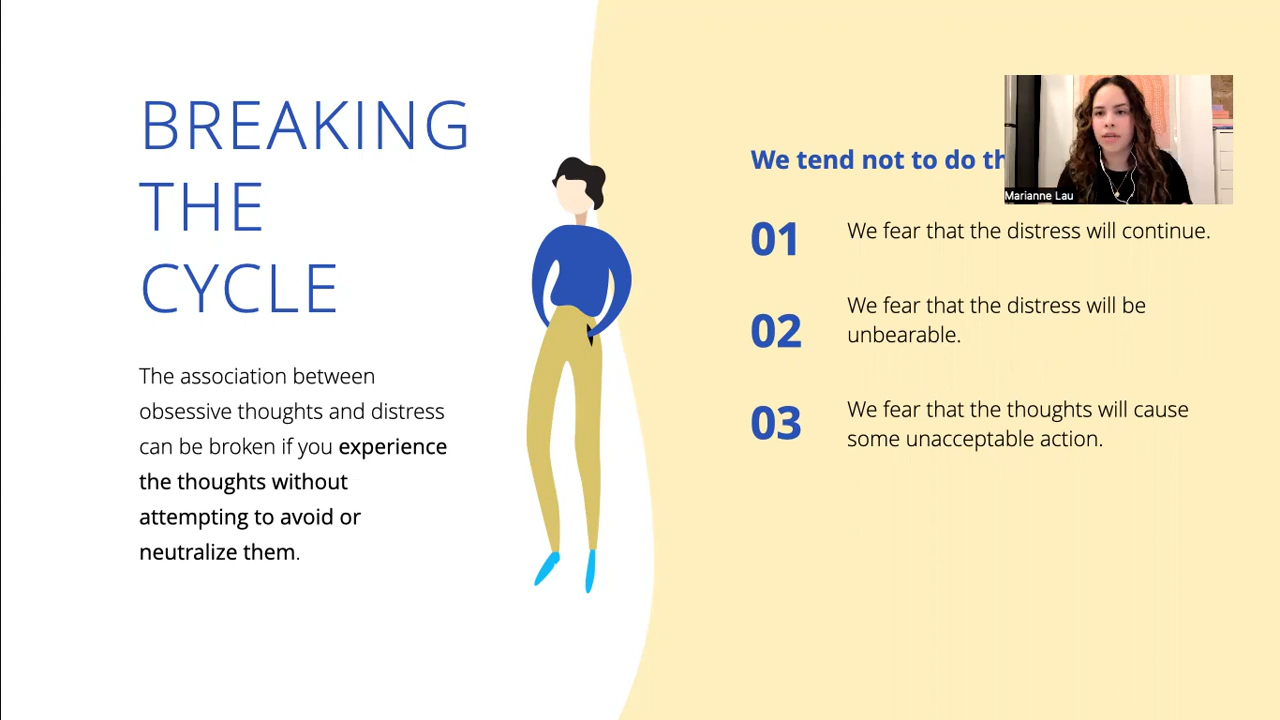 BREAKING
THE
CYCLE
The association between
obsessive thoughts and distress
can be broken if you experience
the thoughts without
attempting to avoid or
neutralize them.
We tend not to do th
Marianne Lau
01 We fear that the distress will continue.
02 We fear that the distress will be
unbearable.
03 We fear that the thoughts will cause
some unacceptable action.